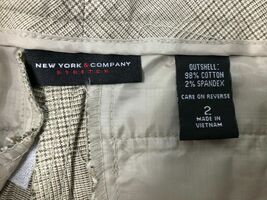 NEW YORK & COMPANY
STRETCH
OUTSHELL:
98% COTTON
2% SPANDEX
CARE ON REVERSE
2
MADE IN
VIETNAM